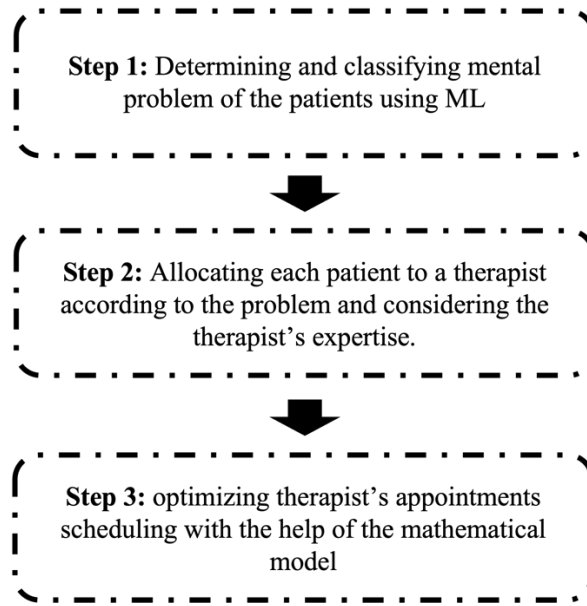 Step 1: Determining and classifying mental
problem of the patients using ML
Step 2: Allocating each patient to a therapist
according to the problem and considering the
therapist’s expertise.
Step 3: optimizing therapist’s appointments
scheduling with the help of the mathematical
model